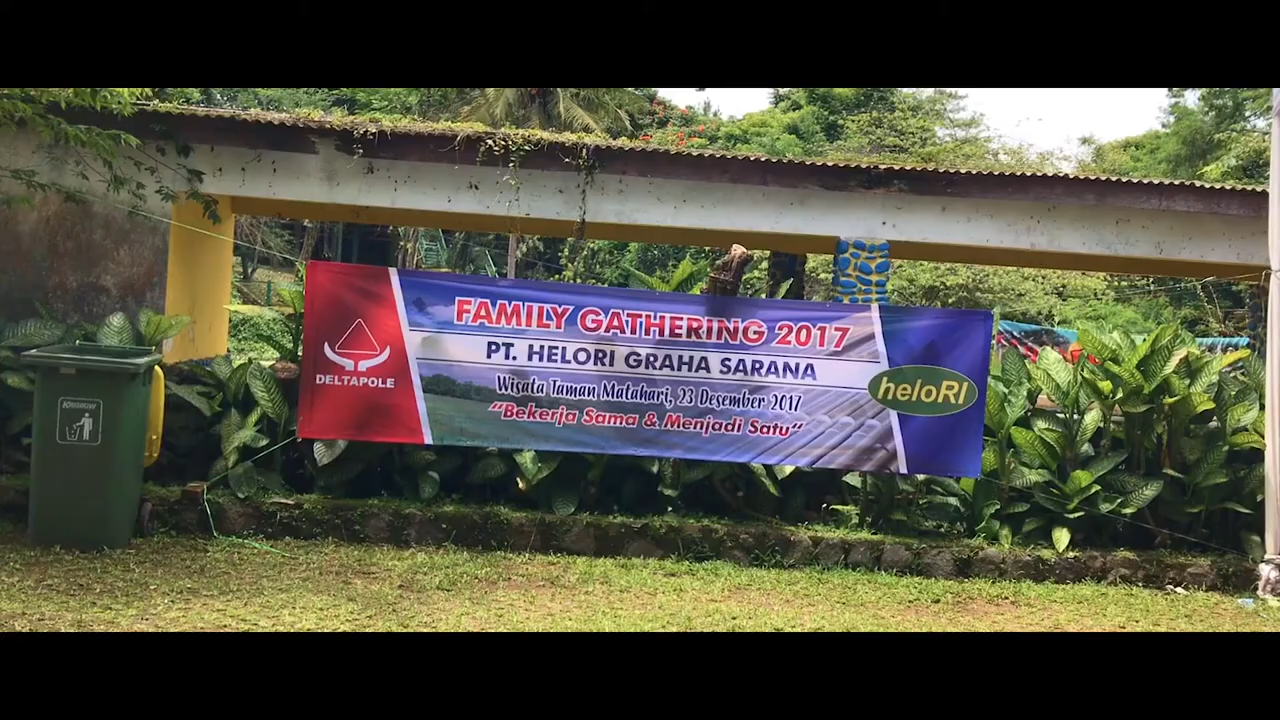 FAMILY GATHERING 2017
PT. HELORI GRAHA SARANA
Wisata Taman Matahari, 23 Desember 2017
"Bekerja Sama & Menjadi Satu"
DELTAPOLE
heloRI